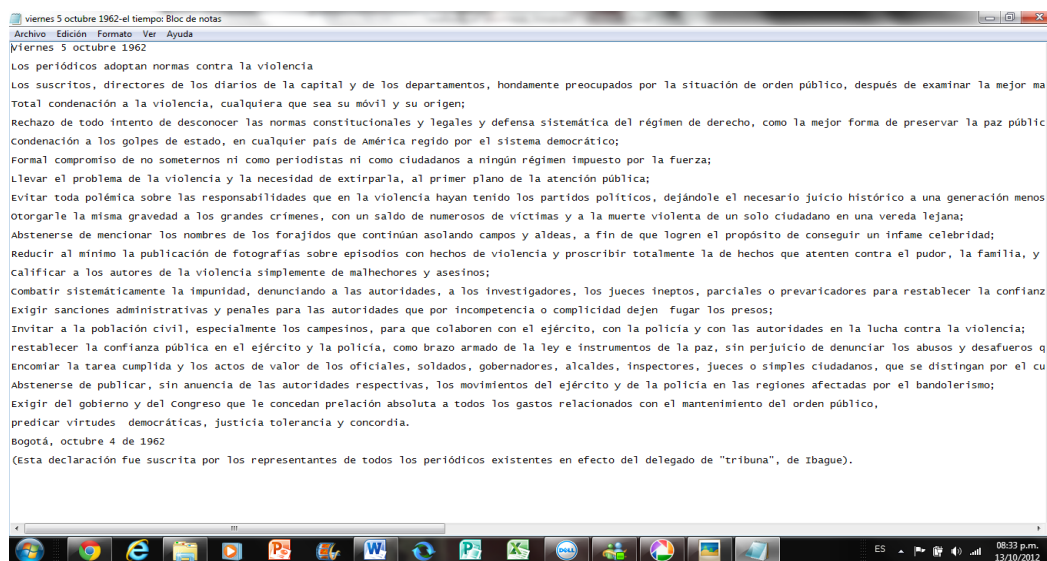 viernes 5 octubre 1962-el tiempo: Bloc de notas
Archivo Edición Formato Ver Ayuda
viernes 5 octubre 1962
Los periódicos adoptan normas contra la violencia
Los suscritos, directores de los diarios de la capital y de los departamentos, hondamente preocupados por la situación de orden público, después de examinar la mejor ma
Total condenación a la violencia, cualquiera que sea su móvil y su origen;
Rechazo de todo intento de desconocer las normas constitucionales y legales y defensa sistemática del régimen de derecho, como la mejor forma de preservar la paz públic
Condenación a los golpes de estado, en cualquier país de América regido por el sistema democrático;
Formal compromiso de no someternos ni como periodistas ni como ciudadanos a ningún régimen impuesto por la fuerza;
Llevar el problema de la violencia y la necesidad de extirparla, al primer plano de la atención pública;
Evitar toda polémica sobre las responsabilidades que en la violencia hayan tenido los partidos políticos, dejándole el necesario juicio histórico a una generación menos
Otorgarle la misma gravedad a los grandes crímenes, con un saldo de numerosos de víctimas y a la muerte violenta de un solo ciudadano en una vereda lejana;
Abstenerse de mencionar los nombres de los forajidos que continúan asolando campos y aldeas, a fin de que logren el propósito de conseguir un infame celebridad;
Reducir al mínimo la publicación de fotografías sobre episodios con hechos de violencia y proscribir totalmente la de hechos que atenten contra el pudor, la familia, y
Calificar a los autores de la violencia simplemente de malhechores y asesinos;
Combatir sistemáticamente la impunidad, denunciando a las autoridades, a los investigadores, los jueces ineptos, parciales o prevaricadores para restablecer la confianz
Exigir sanciones administrativas y penales para las autoridades que por incompetencia o complicidad dejen fugar los presos;
Invitar a la población civil, especialmente los campesinos, para que colaboren con el ejército, con la policía y con las autoridades en la lucha contra la violencia;
restablecer la confianza pública en el ejército y la policía, como brazo armado de la ley e instrumentos de la paz, sin perjuicio de denunciar los abusos y desafueros q
Encomiar la tarea cumplida y los actos de valor de los oficiales, soldados, gobernadores, alcaldes, inspectores, jueces o simples ciudadanos, que se distingan por el cu
Abstenerse de publicar, sin anuencia de las autoridades respectivas, los movimientos del ejército y de la policía en las regiones afectadas por el bandolerismo;
Exigir del gobierno y del Congreso que le concedan prelación absoluta a todos los gastos relacionados con el mantenimiento del orden público,
predicar virtudes democráticas, justicia tolerancia y concordia.
Bogotá, octubre 4 de 1962
(Esta declaración fue suscrita por los representantes de todos los periódicos existentes en efecto del delegado de "tribuna", de Ibague).
ES 08:33 p.m.
13/10/2012